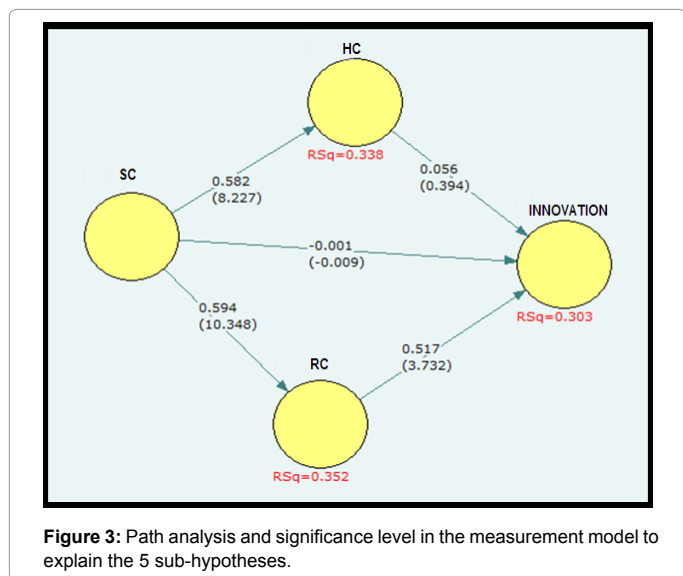 HC
RSq=0.338
SC
0.582
(8.227)
0.056
(0.394)
INNOVATION
-0.001
(-0.009)
RSq=0.303
0.594
(10.348)
0.517
(3.732)
RC
RSq=0.352
Figure 3: Path analysis and significance level in the measurement model to
explain the 5 sub-hypotheses.